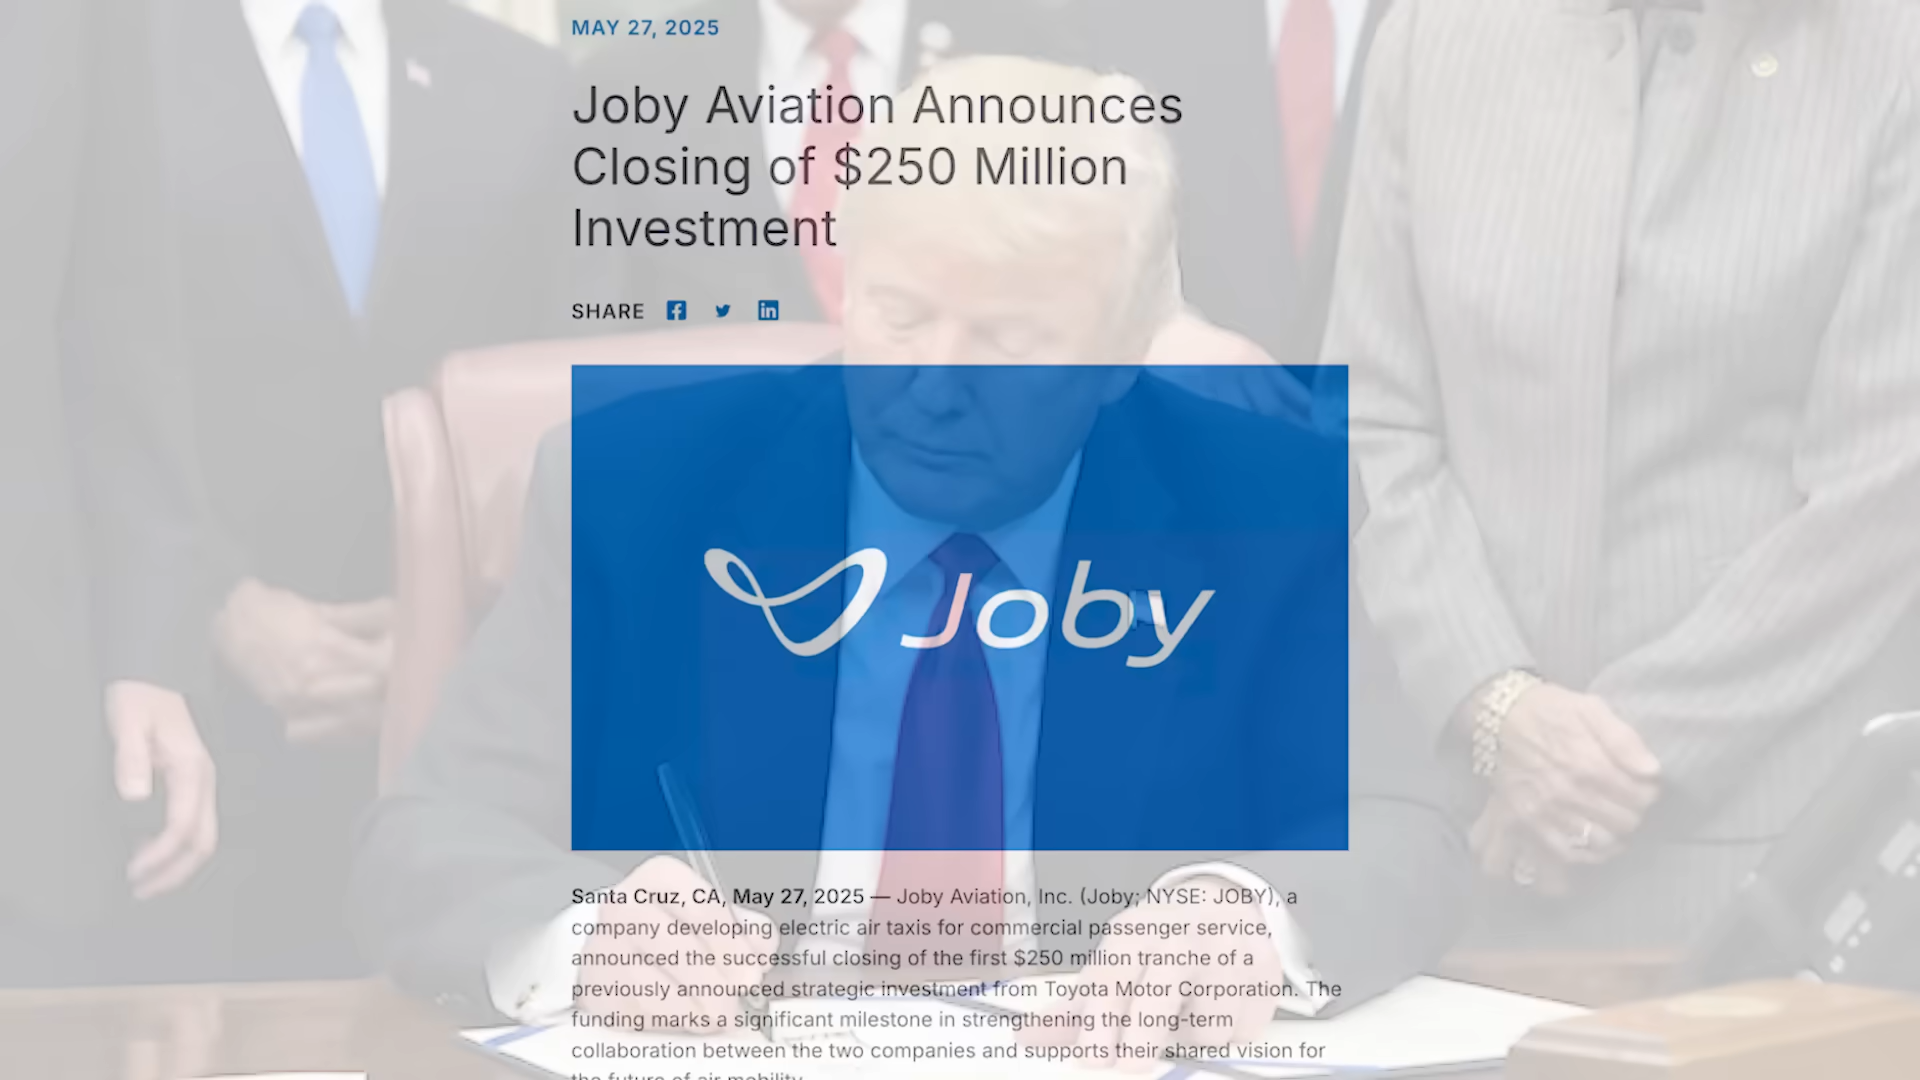 MAY 27, 2025
Joby Aviation Announces
Closing of $250 Million
Investment
SHARE
Joby
Santa Cruz, CA, May 27, 2025 — Joby Aviation, Inc. (Joby; NYSE: JOBY), a
company developing electric air taxis for commercial passenger service,
announced the successful closing of the first $250 million tranche of a
previously announced strategic investment from Toyota Motor Corporation. The
funding marks a significant milestone in strengthening the long-term
collaboration between the two companies and supports their shared vision for
the future of air mobility.